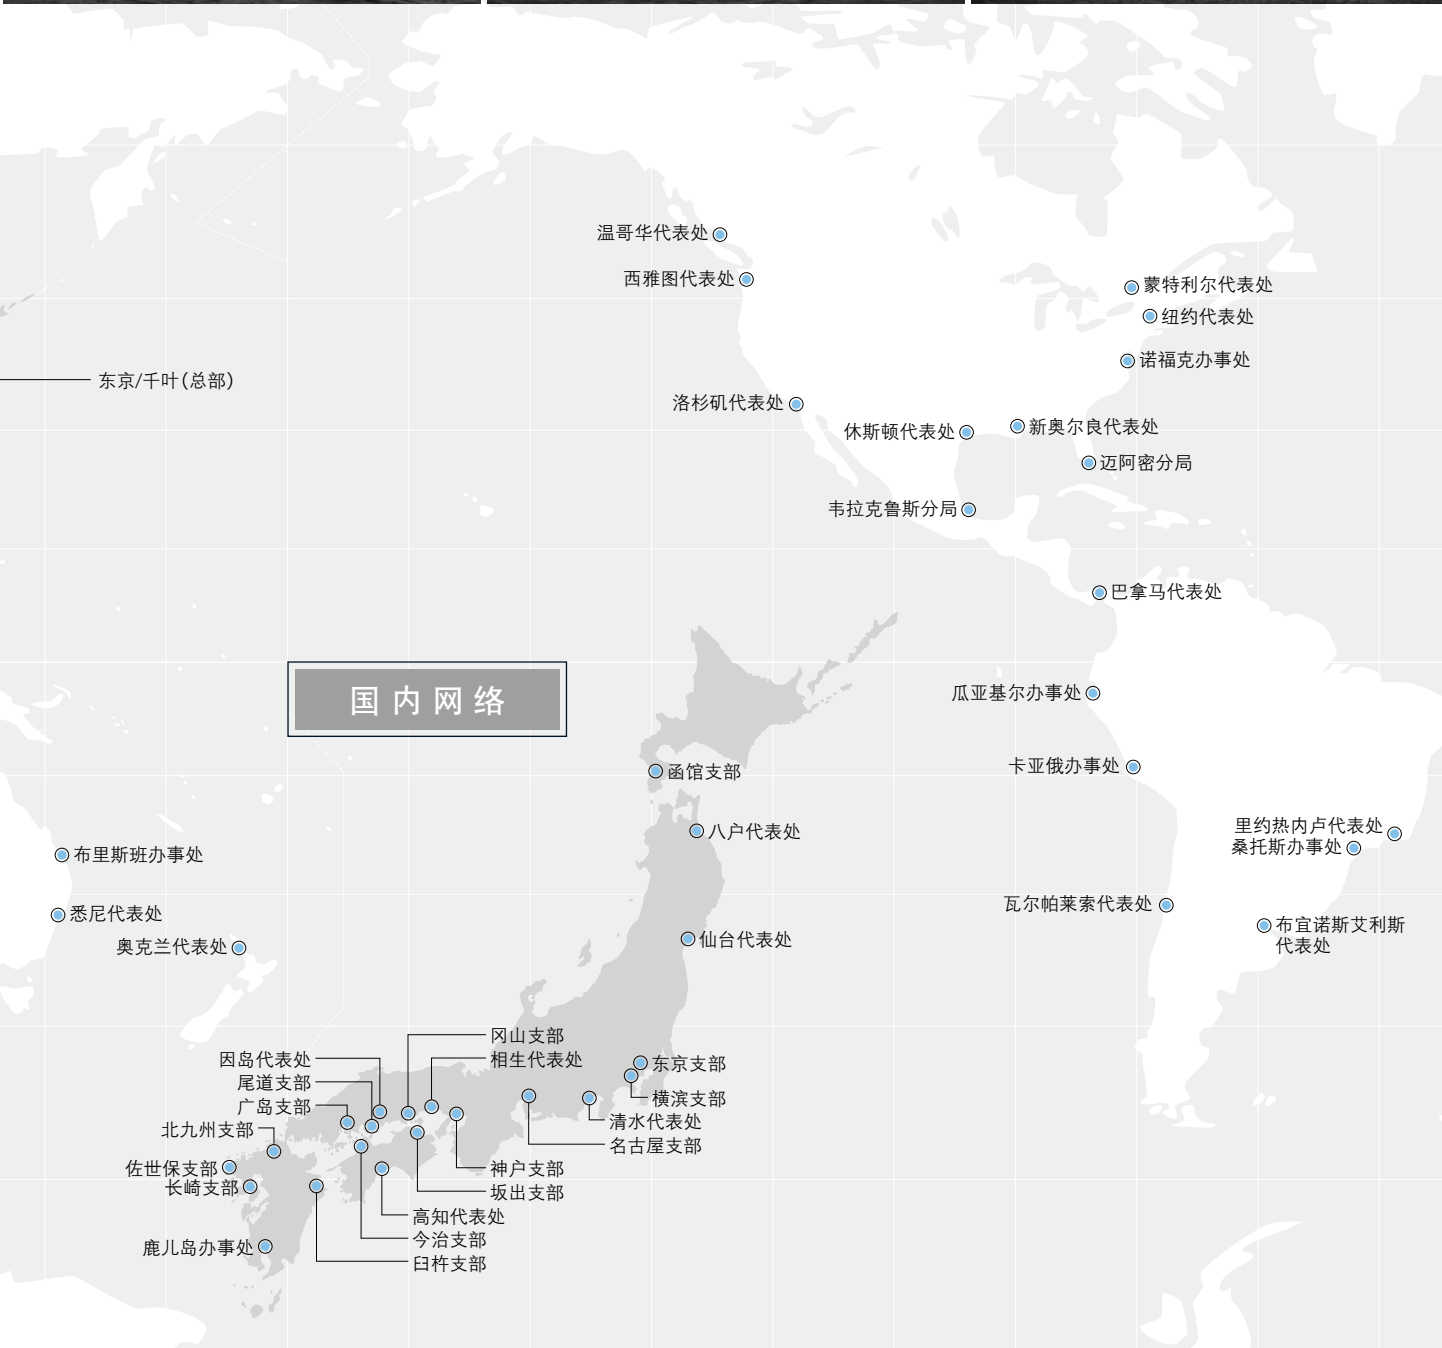 温哥华代表处
西雅图代表处
蒙特利尔代表处
纽约代表处
诺福克办事处
东京/千叶(总部)
洛杉矶代表处
休斯顿代表处
新奥尔良代表处
迈阿密分局
韦拉克鲁斯分局
巴拿马代表处
国内网络
瓜亚基尔办事处
卡亚俄办事处
函馆支部
八户代表处
里约热内卢代表处
桑托斯办事处
布里斯班办事处
悉尼代表处
奥克兰代表处
瓦尔帕莱索代表处
布宜诺斯艾利斯
代表处
仙台代表处
冈山支部
因岛代表处
相生代表处
东京支部
尾道支部
横滨支部
广岛支部
清水代表处
北九州支部
名古屋支部
佐世保支部
神户支部
长崎支部
坂出支部
高知代表处
今治支部
鹿儿岛办事处
臼杵支部